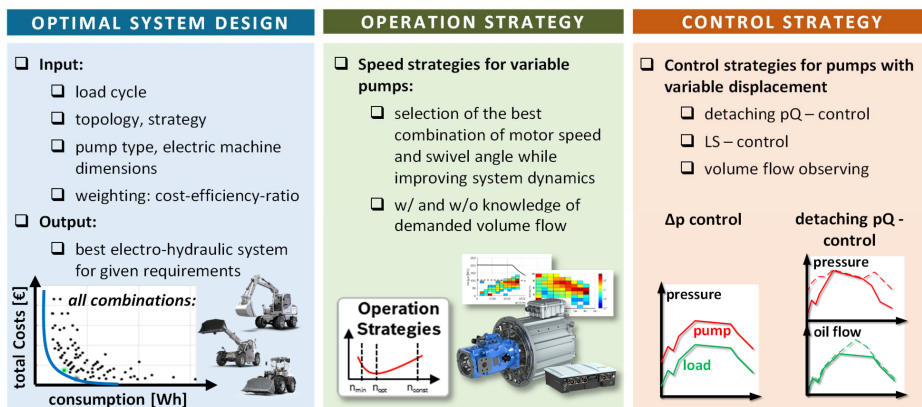 OPTIMAL SYSTEM DESIGN
Input:
load cycle
topology, strategy
pump type, electric machine
dimensions
weighting: cost-efficiency-ratio
Output:
best electro-hydraulic system
for given requirements
all combinations:
total Costs [€]
consumption [Wh]
OPERATION STRATEGY
Speed strategies for variable
pumps:
selection of the best
combination of motor speed
and swivel angle while
improving system dynamics
w/ and w/o knowledge of
demanded volume flow
Operation
Strategies
n_min n_opt n_const
CONTROL STRATEGY
Control strategies for pumps with
variable displacement
detaching pQ – control
LS – control
volume flow observing
Δp control
pressure
pump
load
detaching pQ -
control
pressure
oil flow